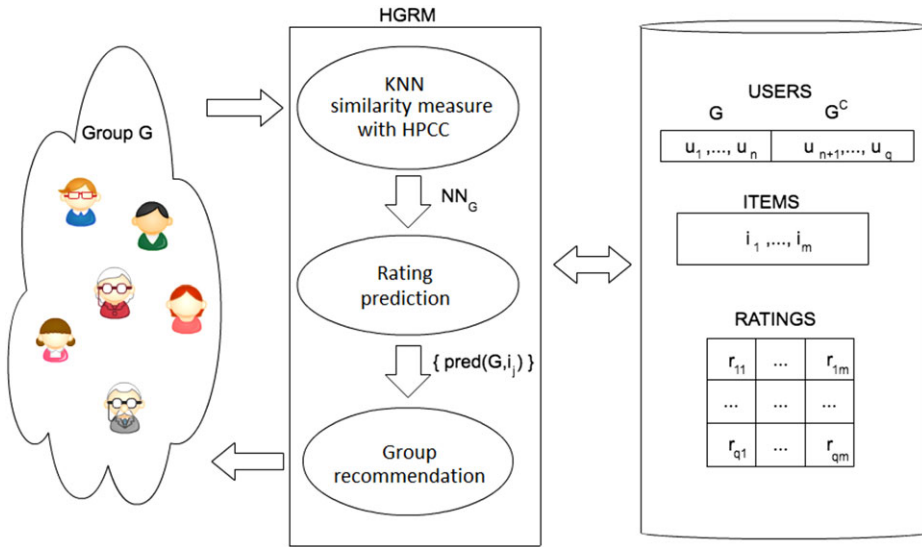 HGRM
Group G
KNN
similarity measure
with HPCC
NN_G
Rating
prediction
{ pred(G,i_j) }
Group
recommendation
USERS
G G^C
u_1 ,..., u_n u_n+1,..., u_q
ITEMS
i_1 ,..., i_m
RATINGS
r_11 ... r_1m
... ... ...
r_q1 ... r_qm